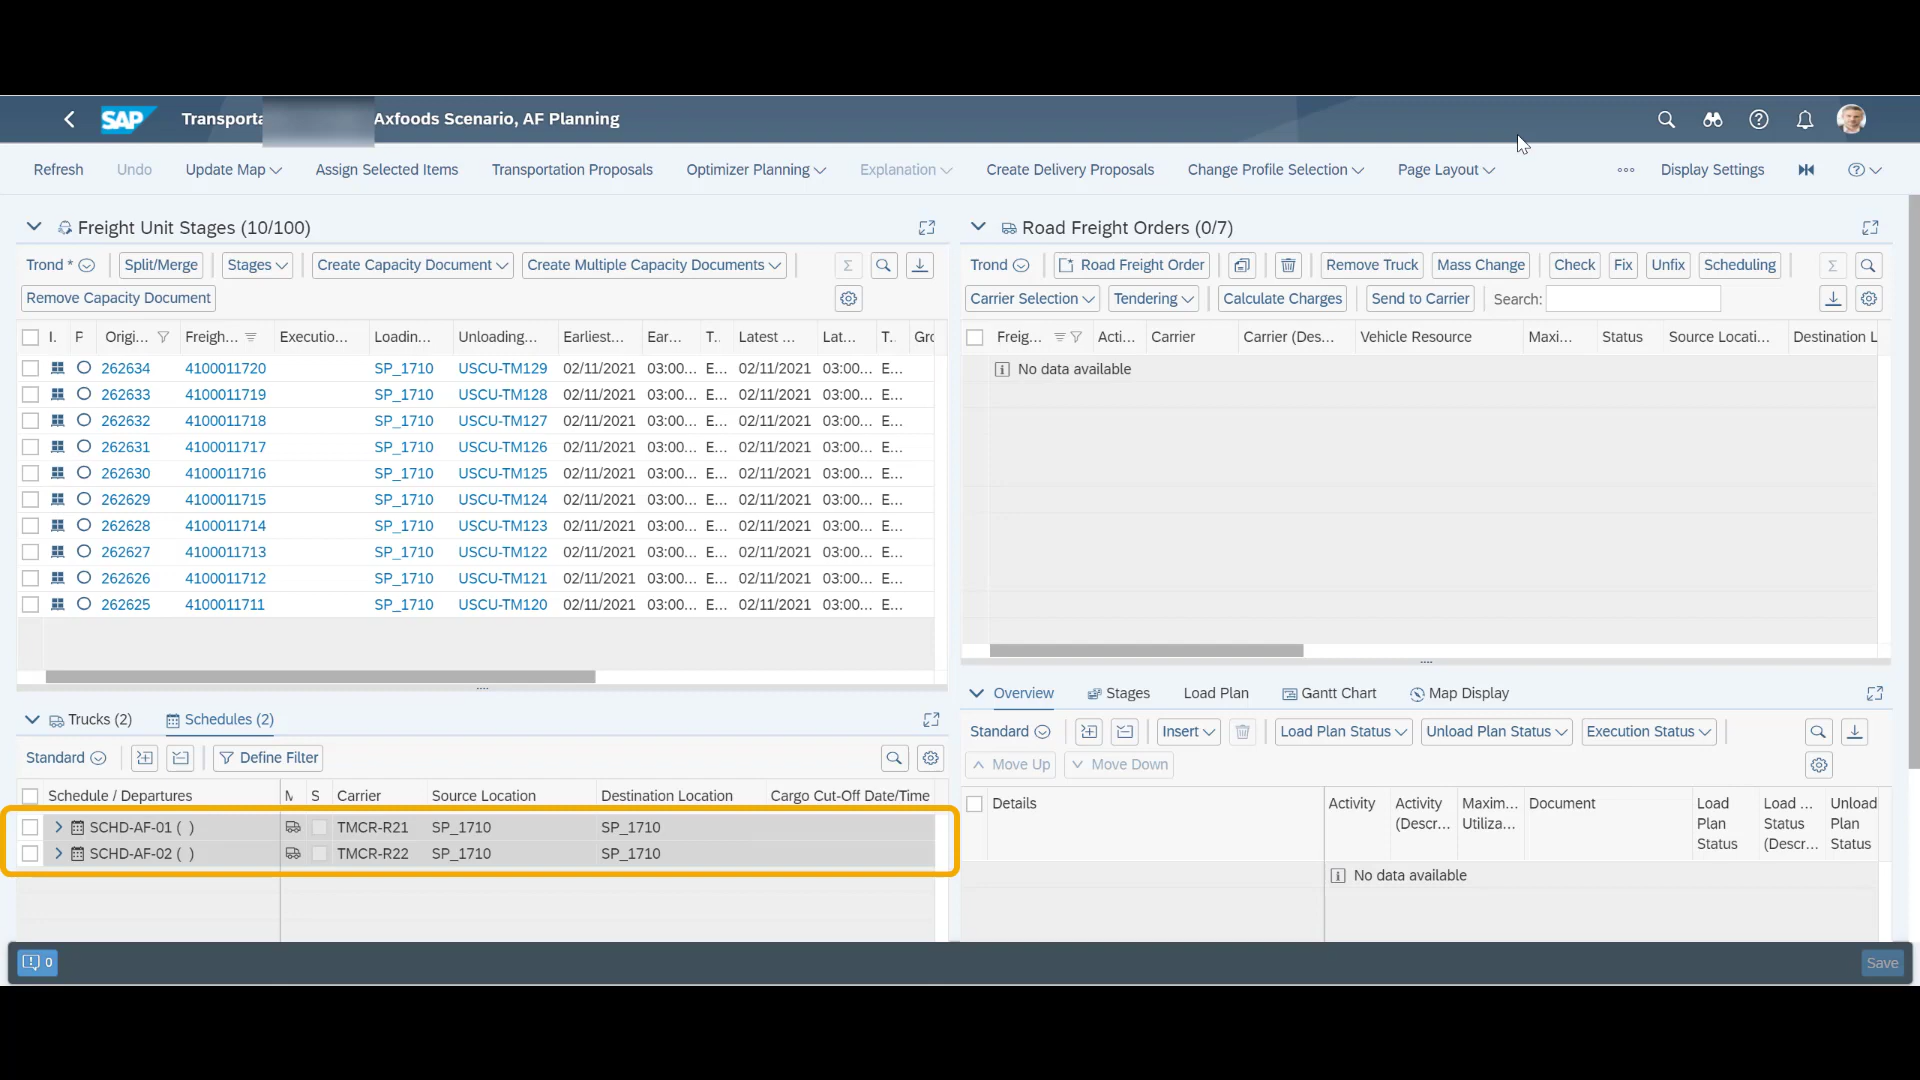 SAP Transporta Axfoods Scenario, AF Planning
Refresh Undo Update Map Assign Selected Items Transportation Proposals Optimizer Planning Explanation Create Delivery Proposals Change Profile Selection Page Layout Display Settings
Freight Unit Stages (10/100)
Trond * Split/Merge Stages Create Capacity Document Create Multiple Capacity Documents Σ
Remove Capacity Document
I. P Origi... Freigh... Executio... Loadin... Unloading... Earliest... Ear... T.. Latest ... Lat... T.. Grc
262634 4100011720 SP_1710 USCU-TM129 02/11/2021 03:00... E... 02/11/2021 03:00... E...
262633 4100011719 SP_1710 USCU-TM128 02/11/2021 03:00... E... 02/11/2021 03:00... E...
262632 4100011718 SP_1710 USCU-TM127 02/11/2021 03:00... E... 02/11/2021 03:00... E...
262631 4100011717 SP_1710 USCU-TM126 02/11/2021 03:00... E... 02/11/2021 03:00... E...
262630 4100011716 SP_1710 USCU-TM125 02/11/2021 03:00... E... 02/11/2021 03:00... E...
262629 4100011715 SP_1710 USCU-TM124 02/11/2021 03:00... E... 02/11/2021 03:00... E...
262628 4100011714 SP_1710 USCU-TM123 02/11/2021 03:00... E... 02/11/2021 03:00... E...
262627 4100011713 SP_1710 USCU-TM122 02/11/2021 03:00... E... 02/11/2021 03:00... E...
262626 4100011712 SP_1710 USCU-TM121 02/11/2021 03:00... E... 02/11/2021 03:00... E...
262625 4100011711 SP_1710 USCU-TM120 02/11/2021 03:00... E... 02/11/2021 03:00... E...
Road Freight Orders (0/7)
Trond Road Freight Order Remove Truck Mass Change Check Fix Unfix Scheduling Σ
Carrier Selection Tendering Calculate Charges Send to Carrier Search:
Freig... Acti... Carrier Carrier (Des... Vehicle Resource Maxi... Status Source Locati... Destination L
No data available
Trucks (2) Schedules (2)
Standard Define Filter
Schedule / Departures M S Carrier Source Location Destination Location Cargo Cut-Off Date/Time
SCHD-AF-01 ( ) TMCR-R21 SP_1710 SP_1710
SCHD-AF-02 ( ) TMCR-R22 SP_1710 SP_1710
Overview Stages Load Plan Gantt Chart Map Display
Standard Insert Load Plan Status Unload Plan Status Execution Status
Move Up Move Down
Details Activity Activity Maxim... Document Load Load ... Unload
(Descr... Utiliza... Plan Status Plan
Status (Descr... Status
No data available
0 Save